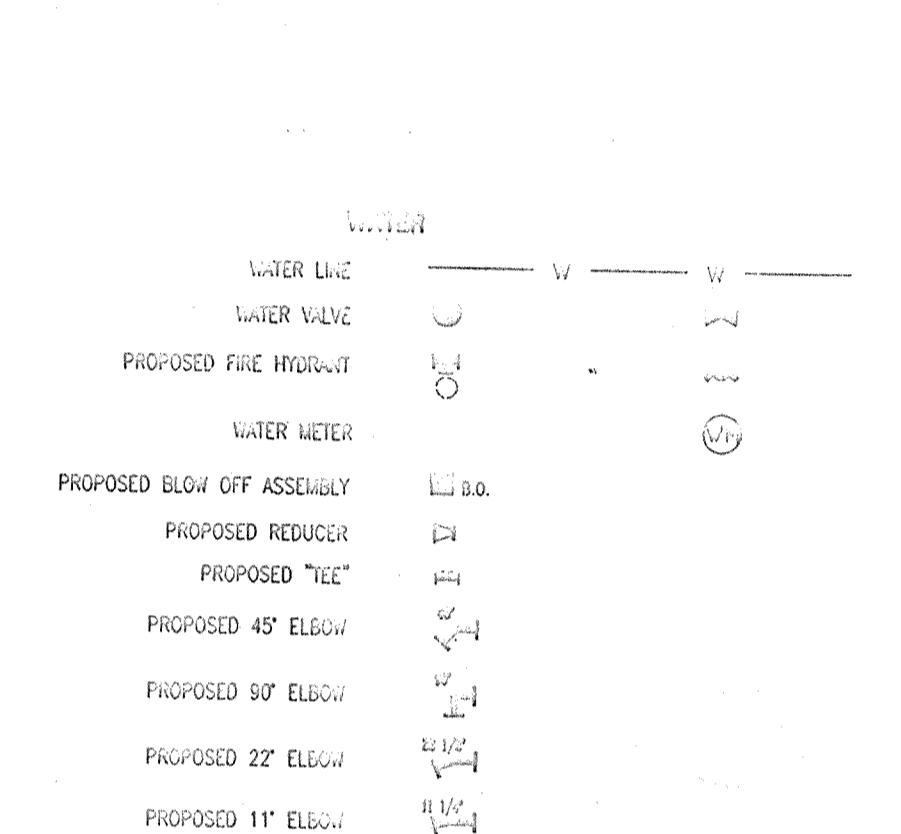 WATER
WATER LINE W W
WATER VALVE
PROPOSED FIRE HYDRANT
WATER METER WM
PROPOSED BLOW OFF ASSEMBLY B.O.
PROPOSED REDUCER
PROPOSED "TEE"
PROPOSED 45° ELBOW
PROPOSED 90° ELBOW
PROPOSED 22° ELBOW 22 1/2°
PROPOSED 11° ELBOW 11 1/4°